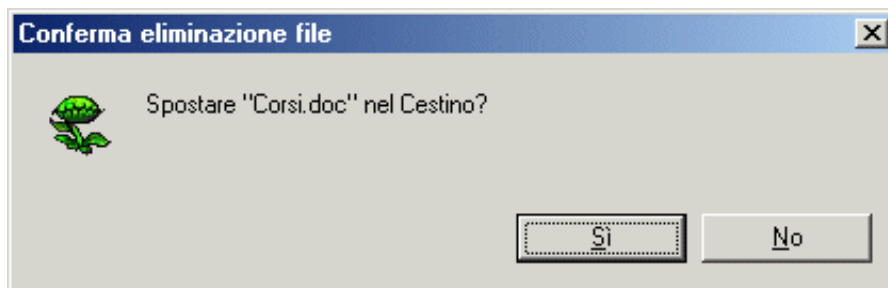 Conferma eliminazione file
Spostare "Corsi.doc" nel Cestino?
Sì No